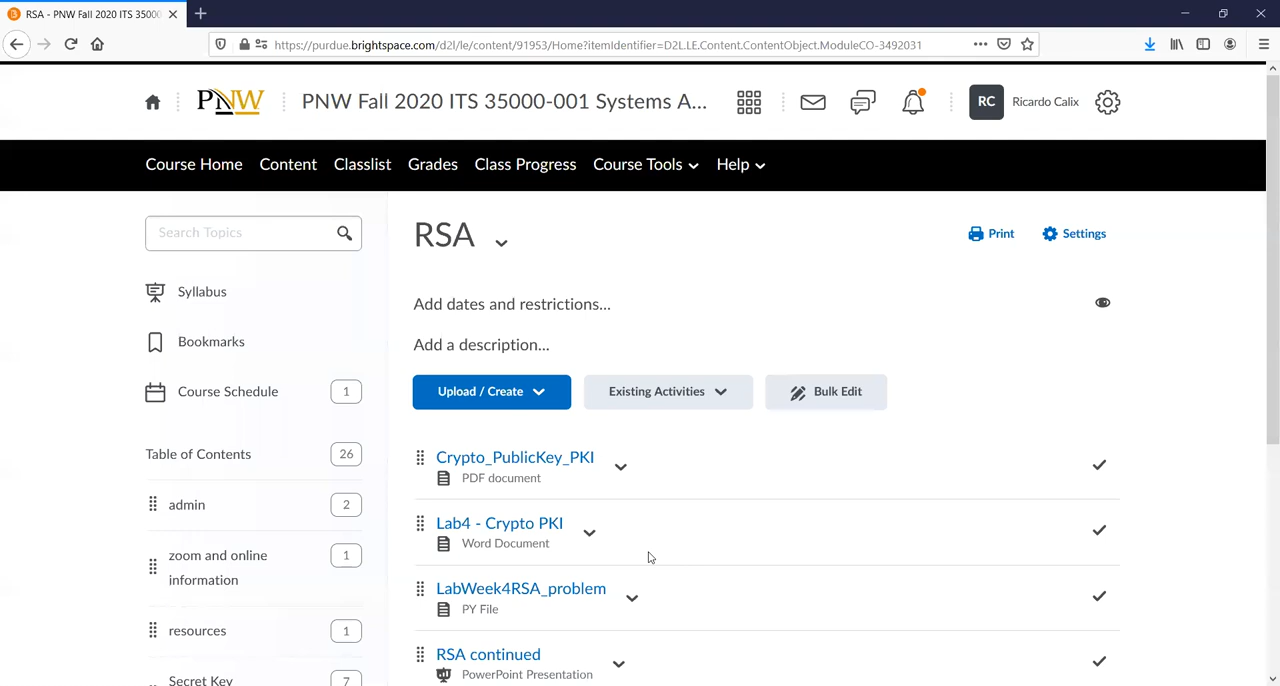 RSA - PNW Fall 2020 ITS 35000
https://purdue.brightspace.com/d2l/le/content/91953/Home?itemIdentifier=D2L.LE.Content.ContentObject.ModuleCO-3492031
PNW
PNW Fall 2020 ITS 35000-001 Systems A...
RC
Ricardo Calix
Course Home
Content
Classlist
Grades
Class Progress
Course Tools
Help
Search Topics
Syllabus
Bookmarks
Course Schedule
1
Table of Contents
26
admin
2
zoom and online
information
1
resources
1
Secret Key
7
RSA
Print
Settings
Add dates and restrictions...
Add a description...
Upload / Create
Existing Activities
Bulk Edit
Crypto_PublicKey_PKI
PDF document
Lab4 - Crypto PKI
Word Document
LabWeek4RSA_problem
PY File
RSA continued
PowerPoint Presentation